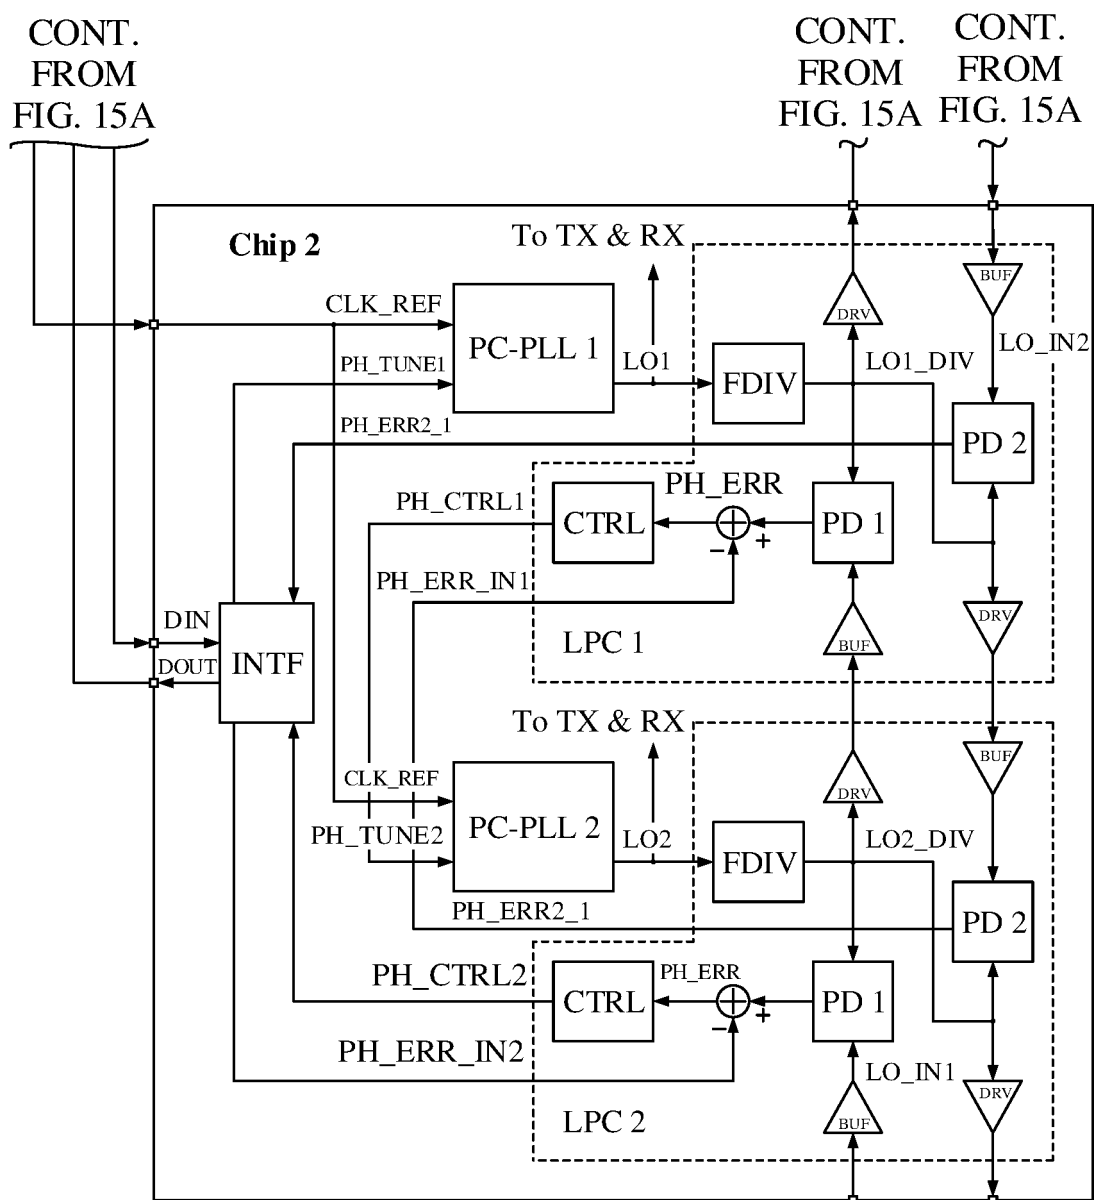 CONT.
FROM
FIG. 15A
CONT.
FROM
FIG. 15A
CONT.
FROM
FIG. 15A
Chip 2
To TX & RX
BUF
CLK_REF
DRV
PC-PLL 1
LO_IN2
PH_TUNE1
LO1
FDIV
LO1_DIV
PH_ERR2_1
PD 2
PH_ERR
PH_CTRL1
CTRL
+
-
PD 1
PH_ERR_IN1
DIN
DRV
LPC 1
BUF
INTF
DOUT
To TX & RX
BUF
CLK_REF
DRV
PC-PLL 2
PH_TUNE2
LO2
FDIV
LO2_DIV
PH_ERR2_1
PD 2
PH_CTRL2
PH_ERR
CTRL
+
-
PD 1
PH_ERR_IN2
LO_IN1
DRV
LPC 2
BUF